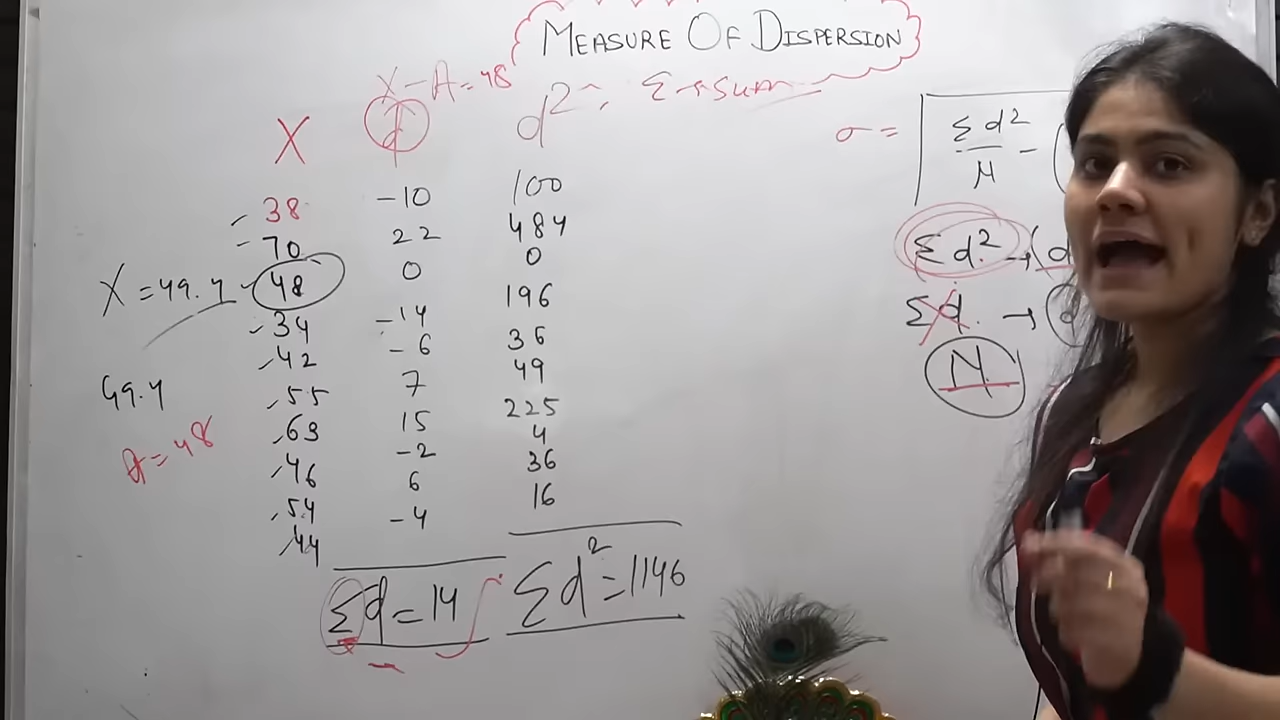 MEASURE OF DISPERSION
X - A = 48
X d d² Σ → Sum
38 -10 100
70 22 484
48 0 0
34 -14 196
42 -6 36
55 7 49
63 15 225
46 -2 4
54 6 36
44 -4 16
Σd = 14 Σd² = 1146
X = 49.4
49.4
A = 48
σ = Σd² / N - (
Σd² → (d
Σd. → (d
N